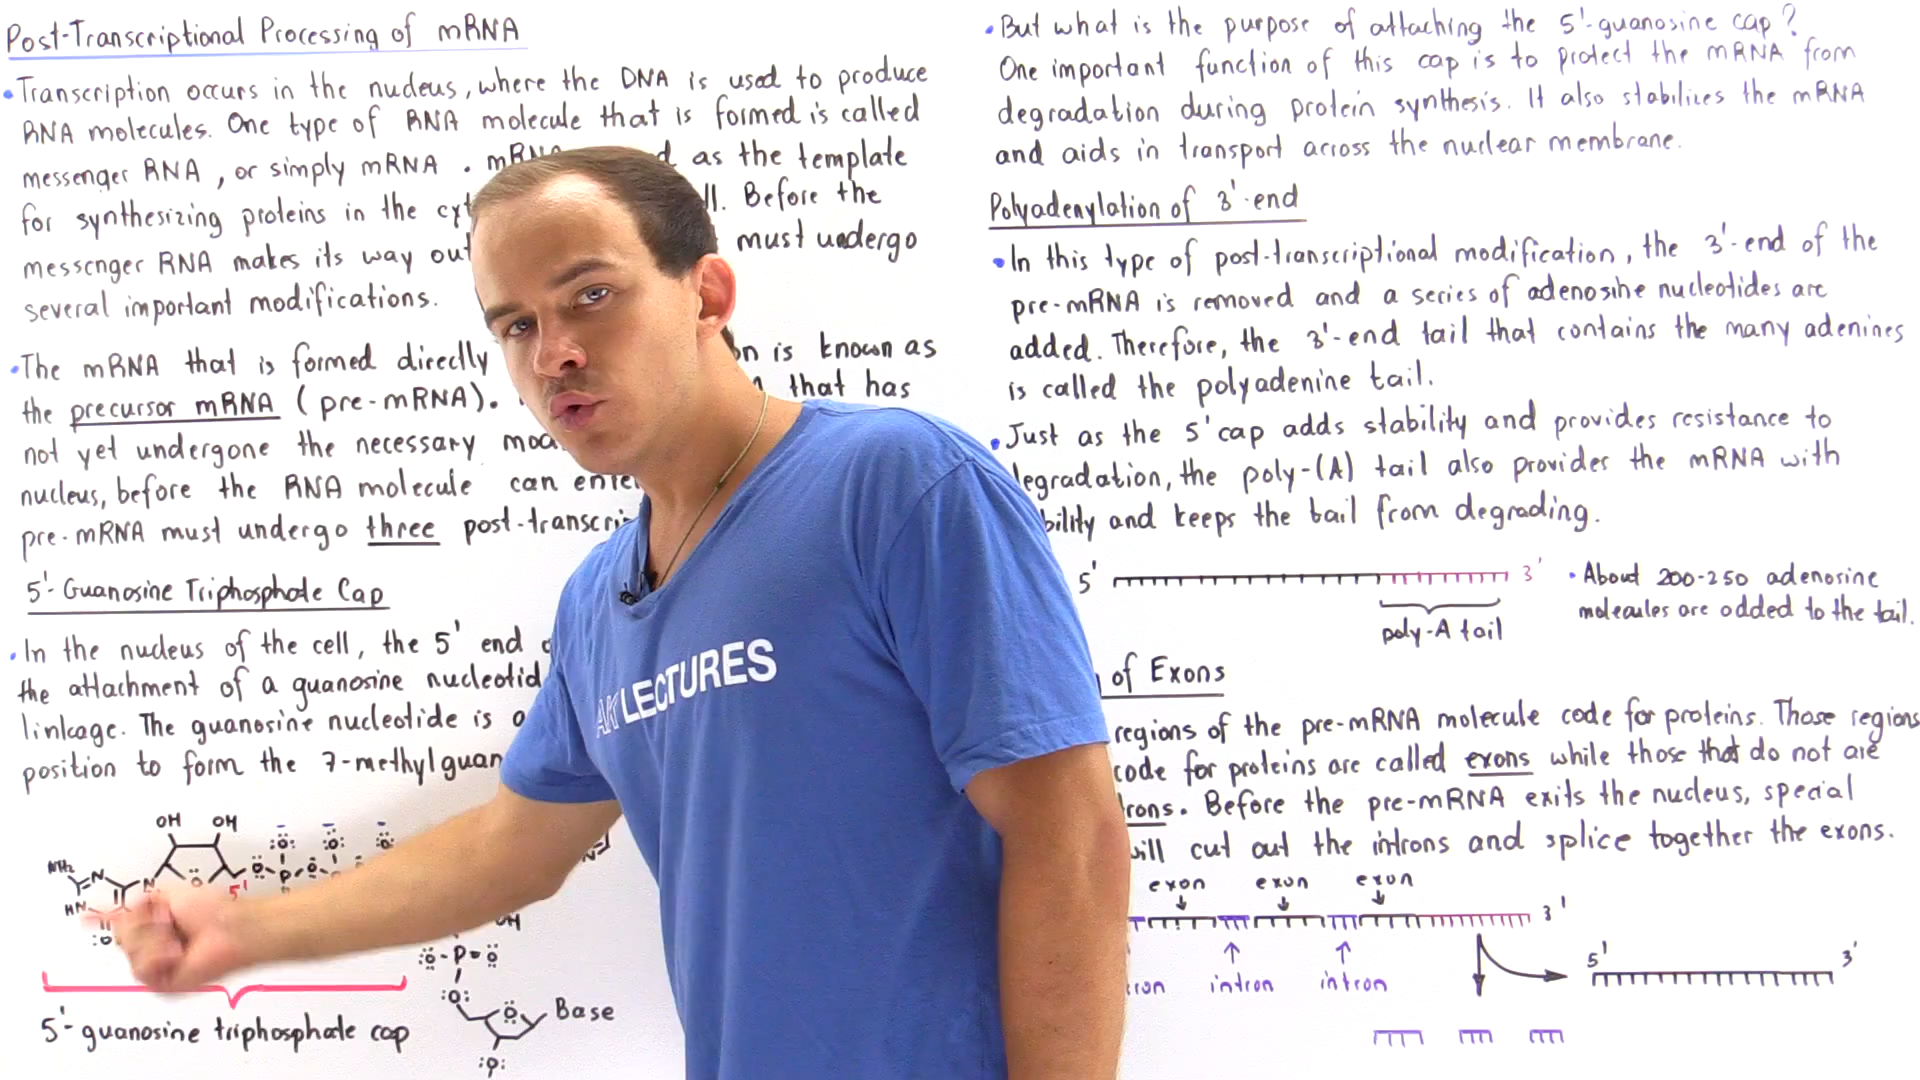 Post-Transcriptional Processing of mRNA
• Transcription occurs in the nucleus, where the DNA is used to produce
RNA molecules. One type of RNA molecule that is formed is called
messenger RNA, or simply mRNA. mRNA as the template
for synthesizing proteins in the Before the
messenger RNA makes its way must undergo
several important modifications.
• The mRNA that is formed directly is known as
the precursor mRNA (pre-mRNA). that has
not yet undergone the necessary
nucleus, before the RNA molecule can
pre-mRNA must undergo three
5'-Guanosine Triphosphate Cap
• In the nucleus of the cell, the 5' end
the attachment of a guanosine
linkage. The guanosine nucleotide is
position to form the
OH OH
NH2
N
N
HN
5'
P
OH
P
Base
5'-guanosine triphosphate cap
• But what is the purpose of attaching the 5'-guanosine cap?
One important function of this cap is to protect the mRNA from
degradation during protein synthesis. It also stabilizes the mRNA
and aids in transport across the nuclear membrane.
Polyadenylation of 3'-end
• In this type of post-transcriptional modification, the 3'-end of the
pre-mRNA is removed and a series of adenosine nucleotides are
added. Therefore, the 3'-end tail that contains the many adenines
is called the polyadenine tail.
• Just as the 5' cap adds stability and provides resistance to
degradation, the poly-(A) tail also provides the mRNA with
and keeps the tail from degrading.
5' 3'
poly-A tail
• About 200-250 adenosine
molecules are added to the tail.
of Exons
regions of the pre-mRNA molecule code for proteins. Those regions
code for proteins are called exons while those that do not are
Before the pre-mRNA exits the nucleus, special
will cut out the introns and splice together the exons.
exon exon exon
3'
intron intron
5' 3'
AK LECTURES